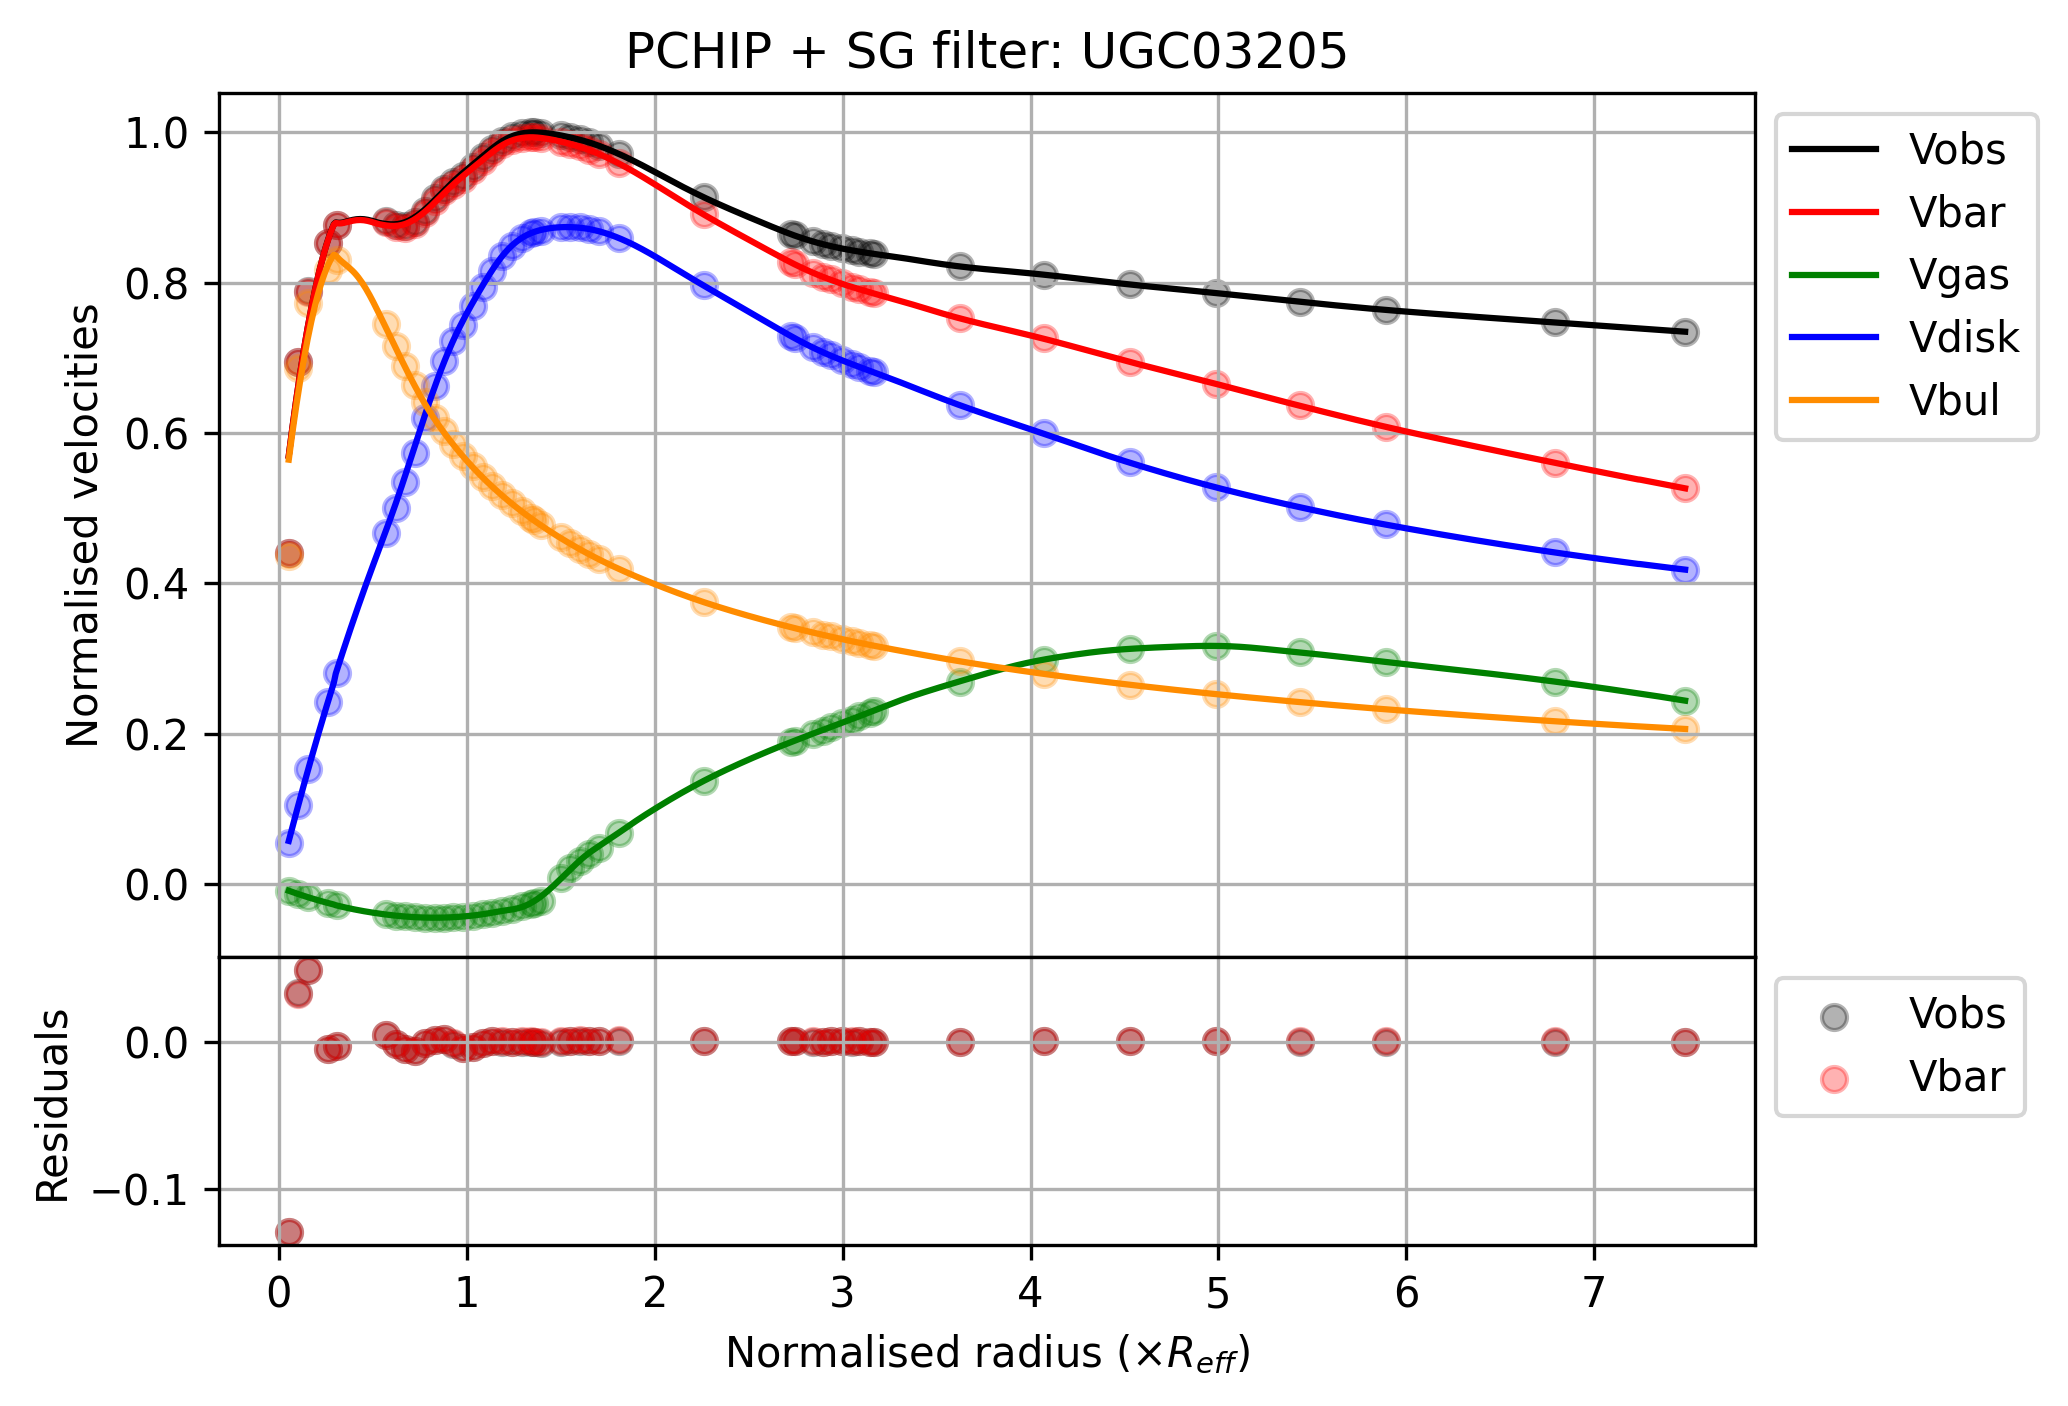 PCHIP + SG filter: UGC03205
1.0
0.8
0.6
0.4
0.2
0.0
Normalised velocities
Vobs
Vbar
Vgas
Vdisk
Vbul
0.0
−0.1
Residuals
Vobs
Vbar
0 1 2 3 4 5 6 7
Normalised radius (×R_eff)